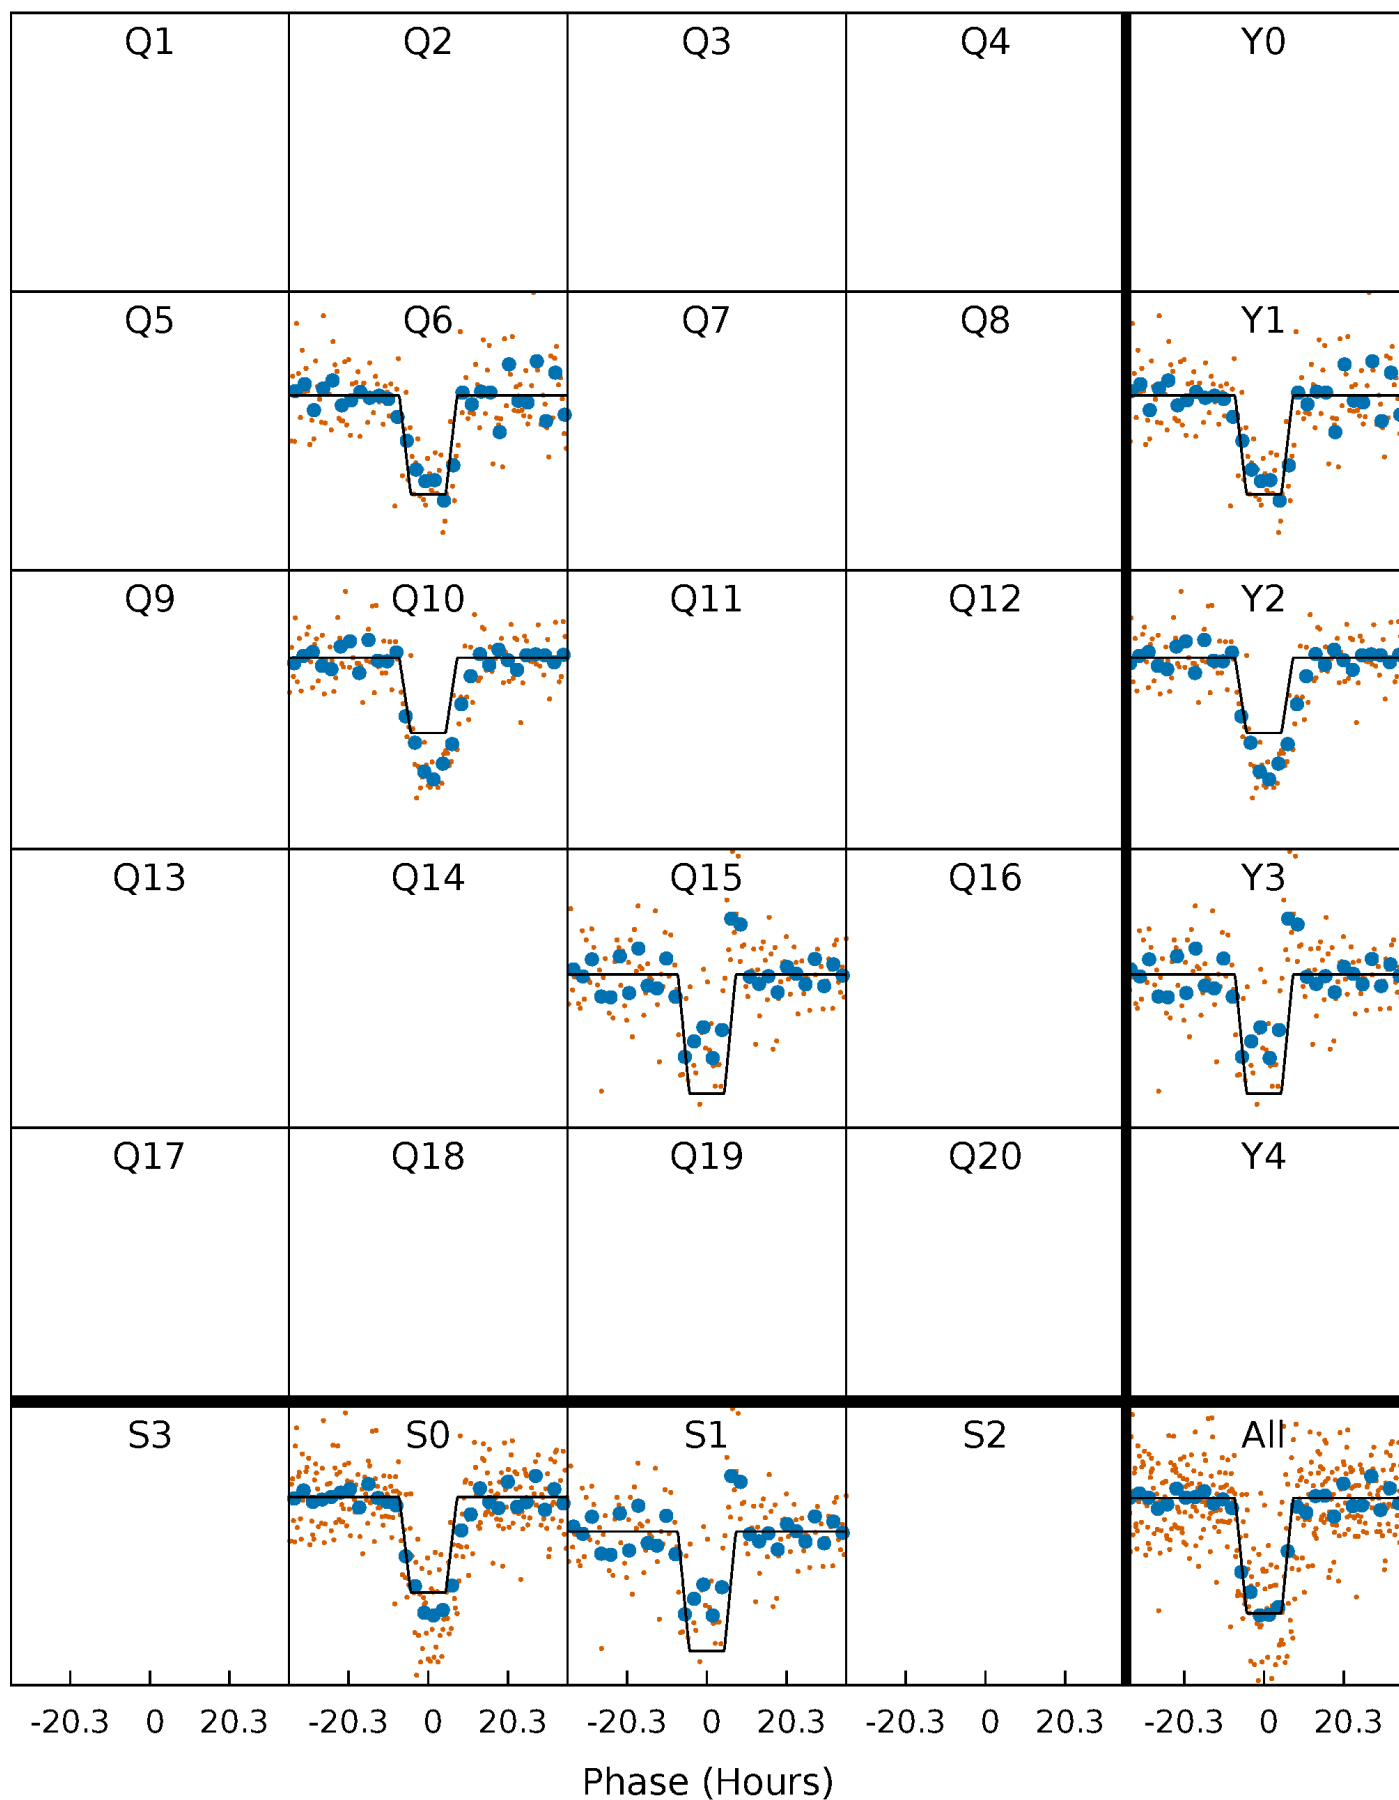 Q1 Q2 Q3 Q4 Y0
Q5 Q6 Q7 Q8 Y1
Q9 Q10 Q11 Q12 Y2
Q13 Q14 Q15 Q16 Y3
Q17 Q18 Q19 Q20 Y4
S3 S0 S1 S2 All
-20.3 0 20.3 -20.3 0 20.3 -20.3 0 20.3 -20.3 0 20.3 -20.3 0 20.3
Phase (Hours)